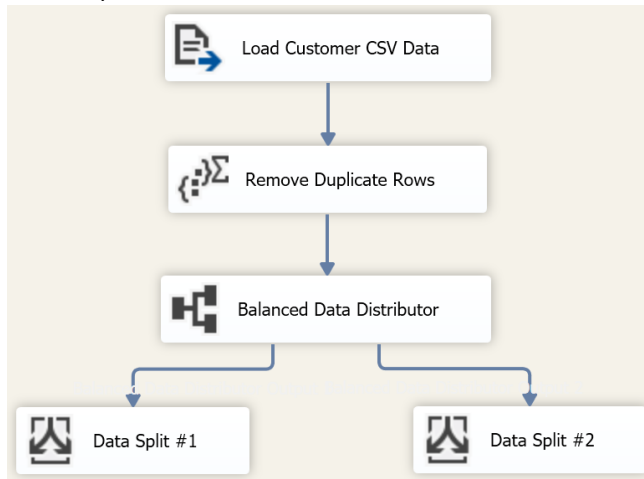 Load Customer CSV Data
Remove Duplicate Rows
Balanced Data Distributor
Data Split #1
Data Split #2